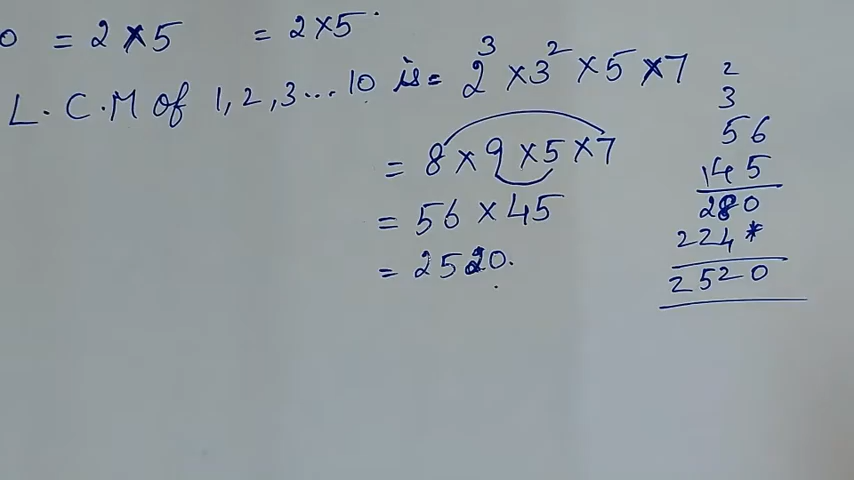 0 = 2 × 5 = 2 × 5.
L.C.M of 1, 2, 3 ... 10 is = 2³ × 3² × 5 × 7
= 8 × 9 × 5 × 7
= 56 × 45
= 2520.
2
3
56
145
280
224*
2520